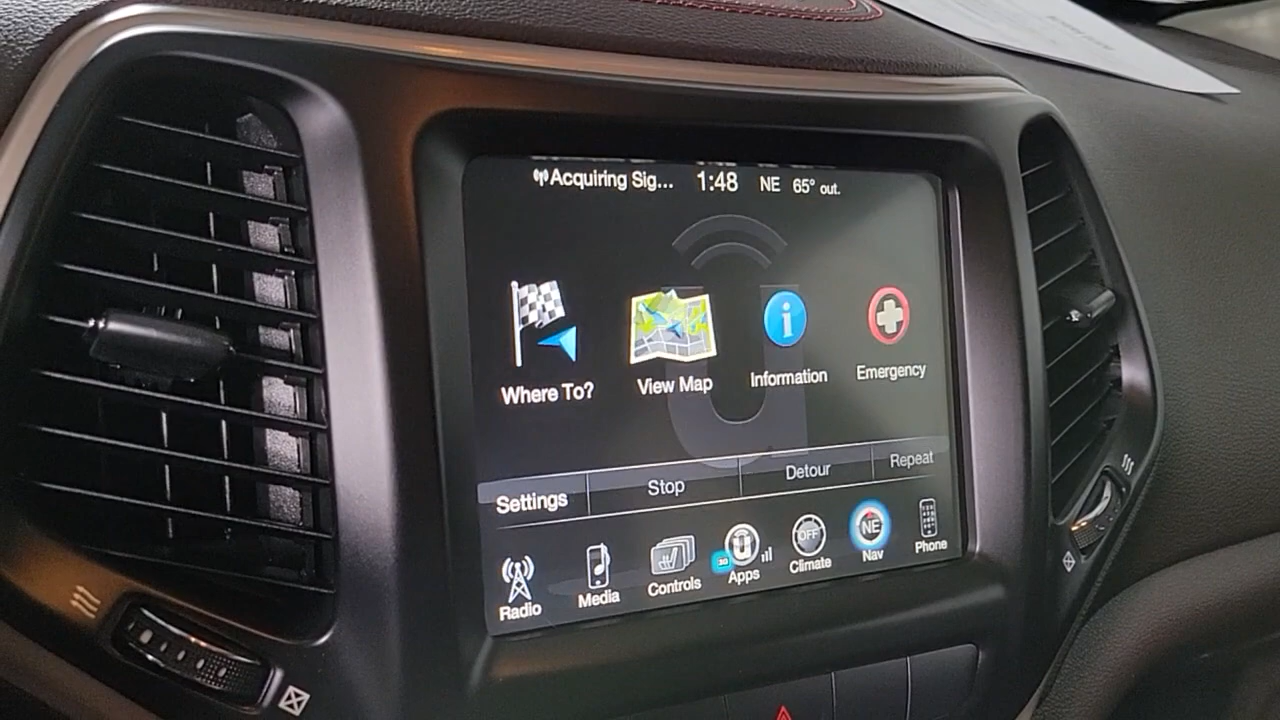 Acquiring Sig... 1:48 NE 65° out.
Where To? View Map Information Emergency
Settings Stop Detour Repeat
OFF NE
3G
Radio Media Controls Apps Climate Nav Phone